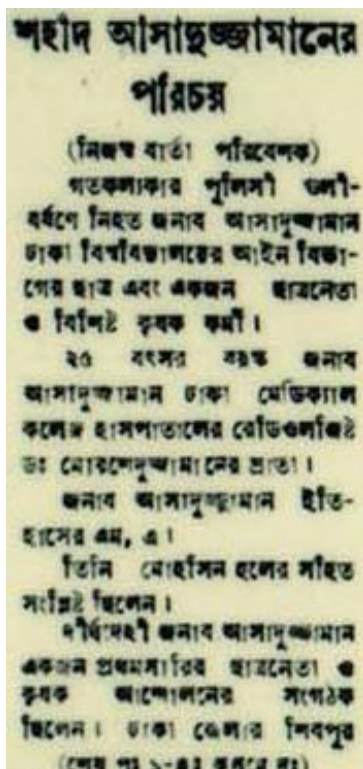 শহীদ আসাদুজ্জামানের
পরিচয়
(নিজস্ব বার্তা পরিবেশক)
গতকল্যকার পুলিসী গুলী-
বর্ষণে নিহত জনাব আসাদুজ্জামান
ঢাকা বিশ্ববিদ্যালয়ের আইন বিভা-
গের ছাত্র এবং একজন ছাত্রনেতা
ও বিশিষ্ট কৃষক কর্মী।
২৫ বৎসর বয়স্ক জনাব
আসাদুজ্জামান ঢাকা মেডিক্যাল
কলেজ হাসপাতালের রেডিওলজিষ্ট
ডঃ মোরশেদুজ্জামানের ভ্রাতা।
জনাব আসাদুজ্জামান ইতি-
হাসের এম, এ।
তিনি মোহসিন হলের সহিত
সংশ্লিষ্ট ছিলেন।
দীর্ঘদেহী জনাব আসাদুজ্জামান
একজন প্রথমসারির ছাত্রনেতা ও
কৃষক আন্দোলনের সংগঠক
ছিলেন। ঢাকা জেলার শিবপুর
(শেষ পৃঃ